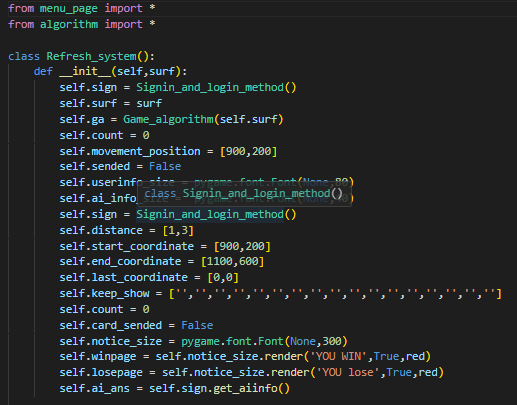 from menu_page import *
from algorithm import *
class Refresh_system():
def __init__(self,surf):
self.sign = Signin_and_login_method()
self.surf = surf
self.ga = Game_algorithm(self.surf)
self.count = 0
self.movement_position = [900,200]
self.sended = False
self.userinfo_size = pygame.font.Font(None,80)
class Signin_and_login_method()
self.ai_info
self.sign = Signin_and_login_method()
self.distance = [1,3]
self.start_coordinate = [900,200]
self.end_coordinate = [1100,600]
self.last_coordinate = [0,0]
self.keep_show = ['','','','','','','','','','','','','','','','','','']
self.count = 0
self.card_sended = False
self.notice_size = pygame.font.Font(None,300)
self.winpage = self.notice_size.render('YOU WIN',True,red)
self.losepage = self.notice_size.render('YOU lose',True,red)
self.ai_ans = self.sign.get_aiinfo()